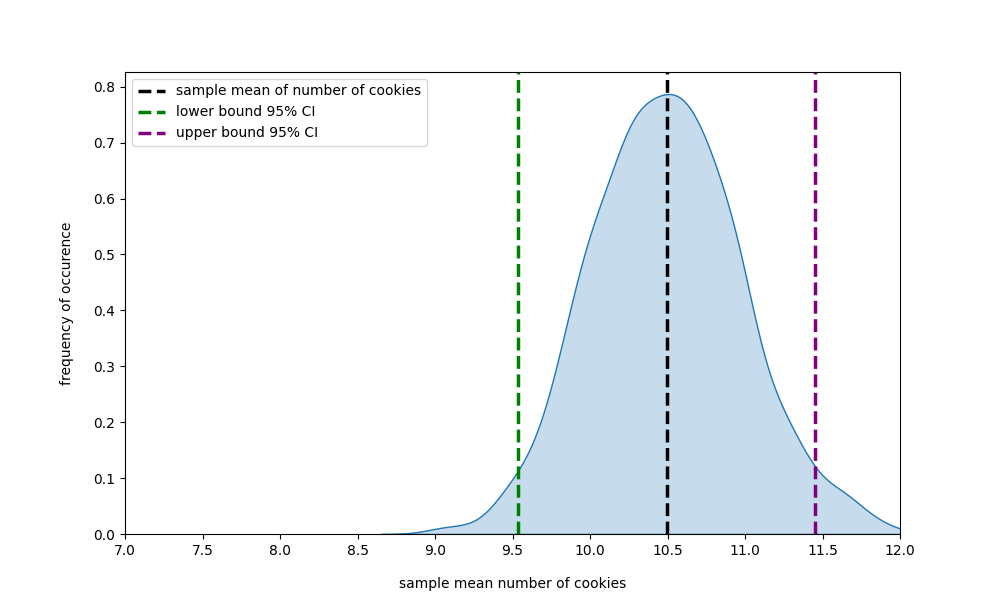 sample mean of number of cookies
lower bound 95% CI
upper bound 95% CI
0.8
0.7
0.6
0.5
0.4
0.3
0.2
0.1
0.0
frequency of occurence
7.0 7.5 8.0 8.5 9.0 9.5 10.0 10.5 11.0 11.5 12.0
sample mean number of cookies